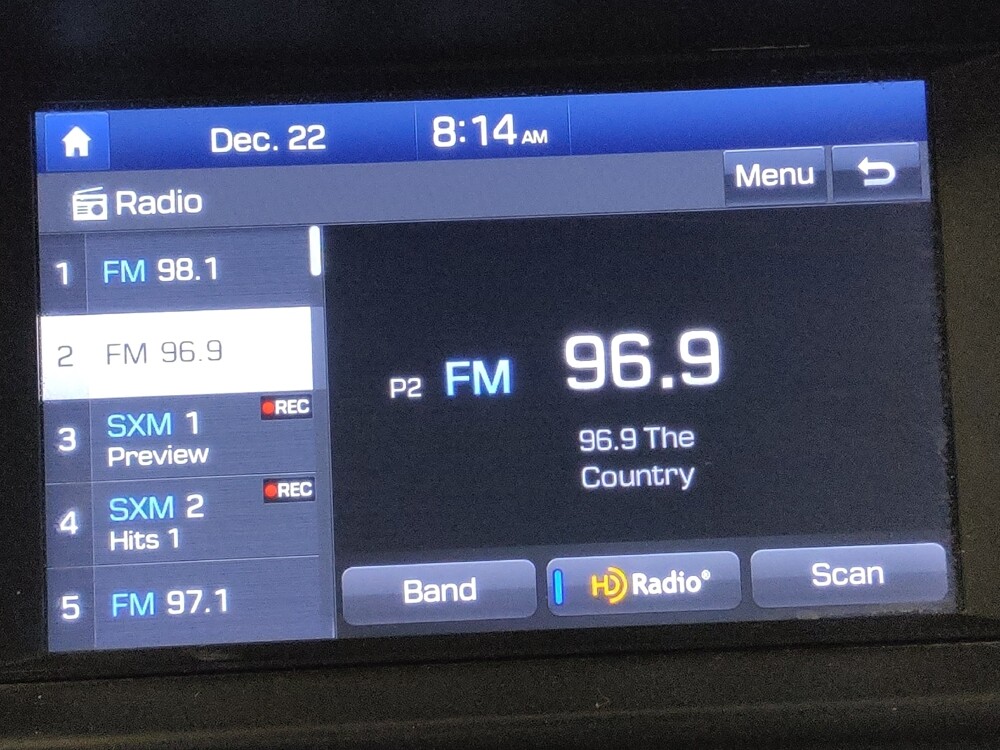 Dec. 22 8:14 AM
Radio Menu
1 FM 98.1
2 FM 96.9
REC
3 SXM 1
Preview
REC
4 SXM 2
Hits 1
5 FM 97.1
P2 FM 96.9
96.9 The
Country
Band HD Radio® Scan